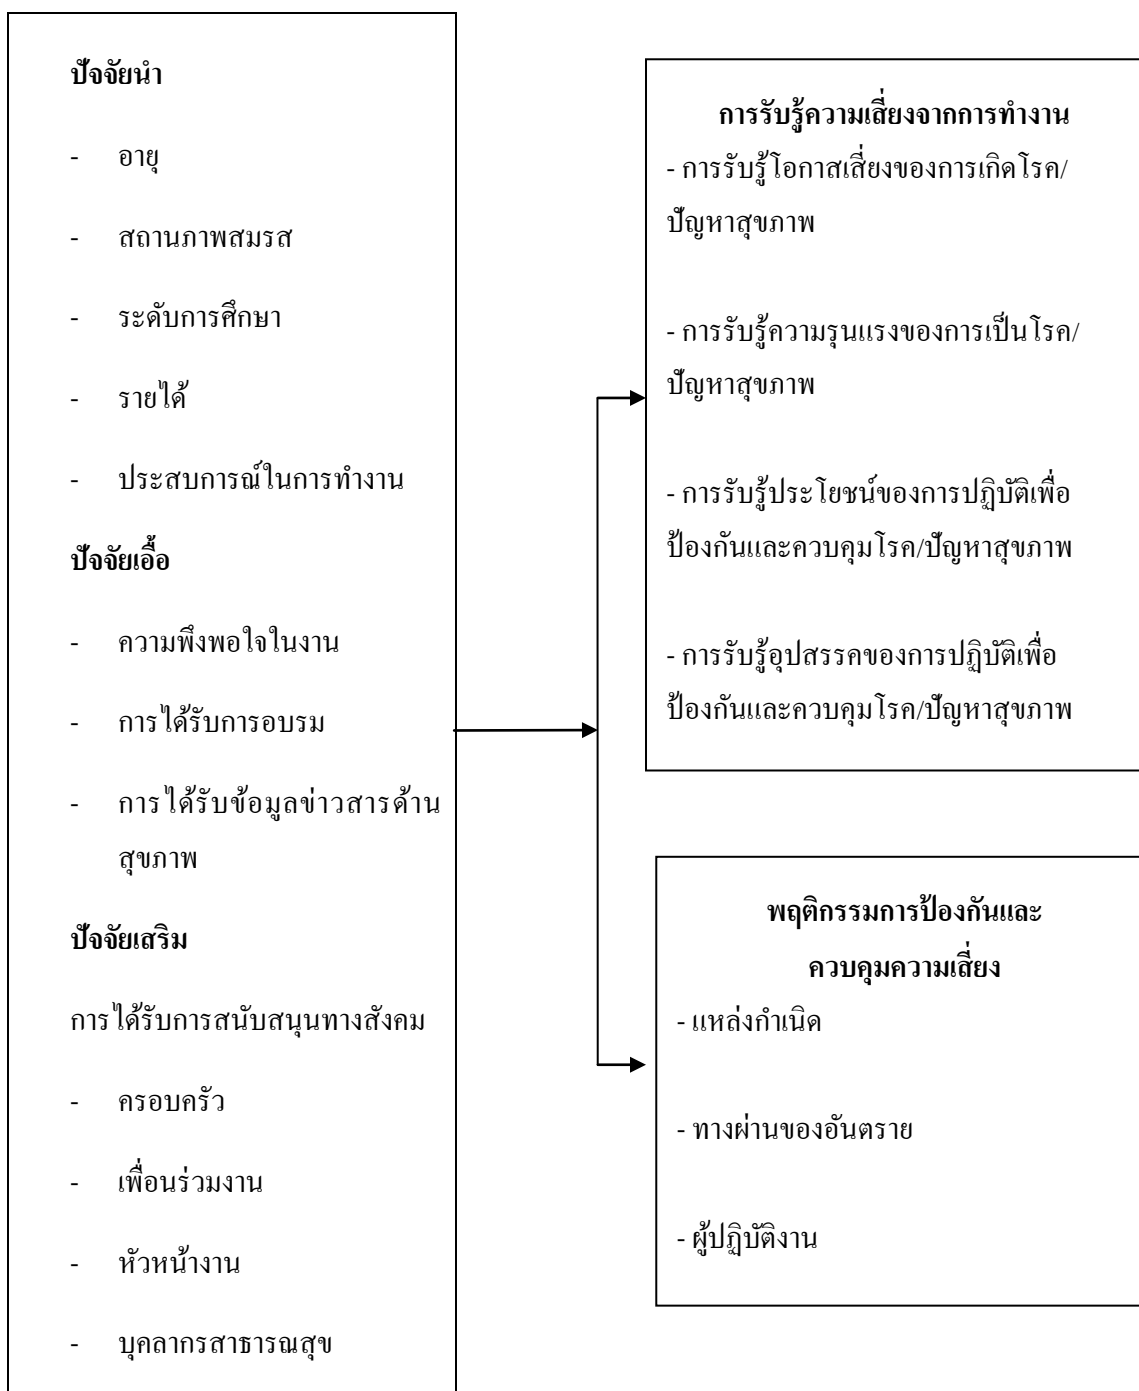 ปัจจัยนำ
- อายุ
- สถานภาพสมรส
- ระดับการศึกษา
- รายได้
- ประสบการณ์ในการทำงาน
ปัจจัยเอื้อ
- ความพึงพอใจในงาน
- การได้รับการอบรม
- การได้รับข้อมูลข่าวสารด้าน
สุขภาพ
ปัจจัยเสริม
การได้รับการสนับสนุนทางสังคม
- ครอบครัว
- เพื่อนร่วมงาน
- หัวหน้างาน
- บุคลากรสาธารณสุข
การรับรู้ความเสี่ยงจากการทำงาน
- การรับรู้โอกาสเสี่ยงของการเกิดโรค/
ปัญหาสุขภาพ
- การรับรู้ความรุนแรงของการเป็นโรค/
ปัญหาสุขภาพ
- การรับรู้ประโยชน์ของการปฏิบัติเพื่อ
ป้องกันและควบคุมโรค/ปัญหาสุขภาพ
- การรับรู้อุปสรรคของการปฏิบัติเพื่อ
ป้องกันและควบคุมโรค/ปัญหาสุขภาพ
พฤติกรรมการป้องกันและ
ควบคุมความเสี่ยง
- แหล่งกำเนิด
- ทางผ่านของอันตราย
- ผู้ปฏิบัติงาน